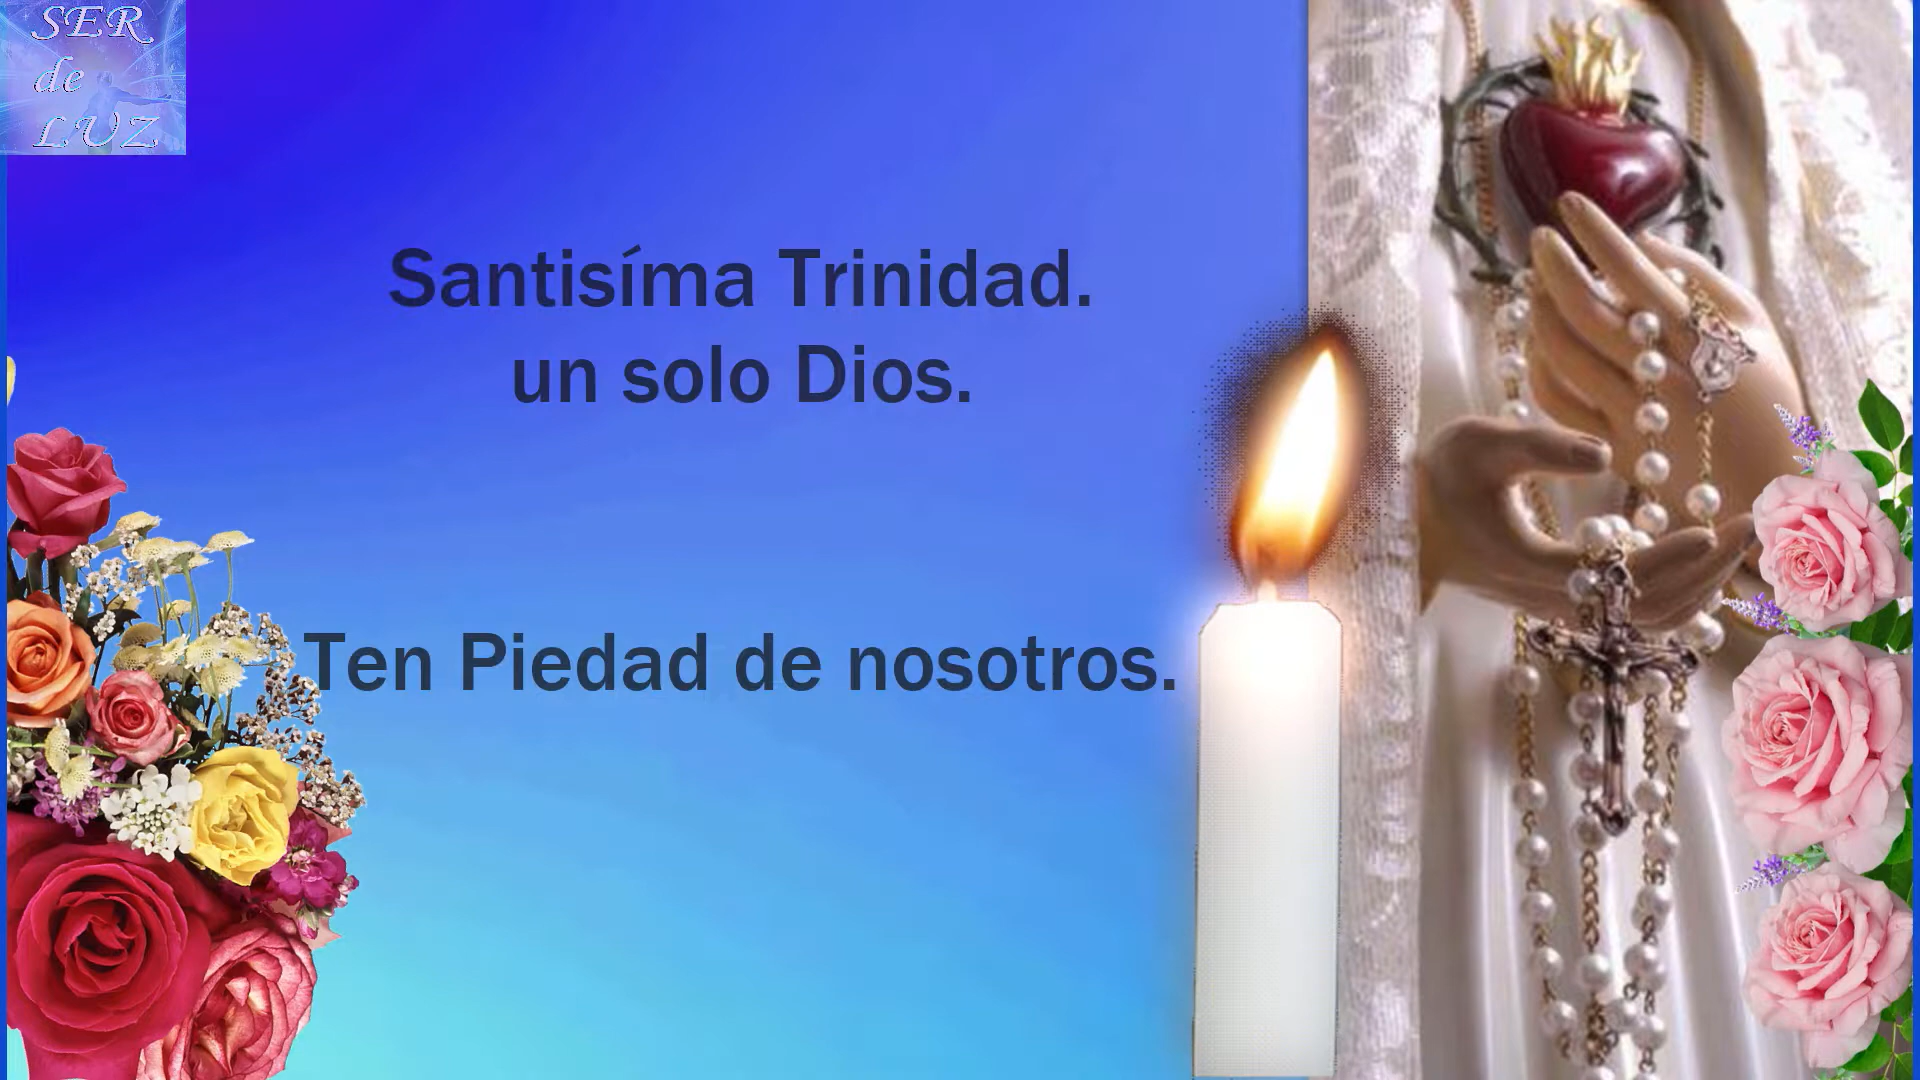 SER
de
LUZ
Santisíma Trinidad.
un solo Dios.
Ten Piedad de nosotros.